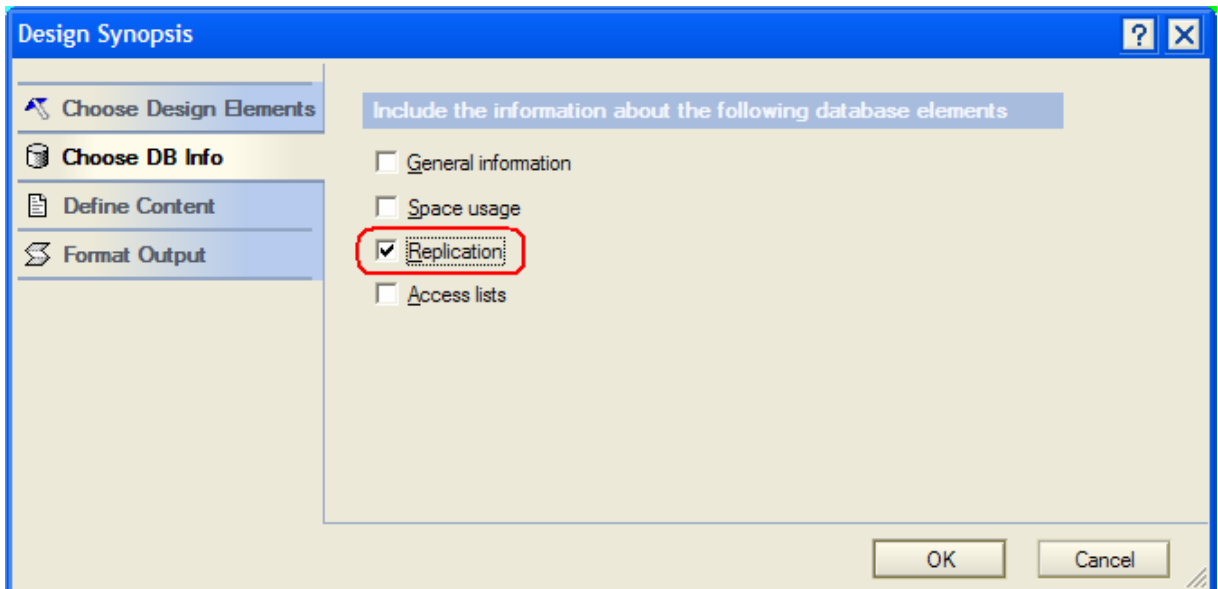 Design Synopsis
Choose Design Elements
Choose DB Info
Define Content
Format Output
Include the information about the following database elements
General information
Space usage
Replication
Access lists
OK
Cancel